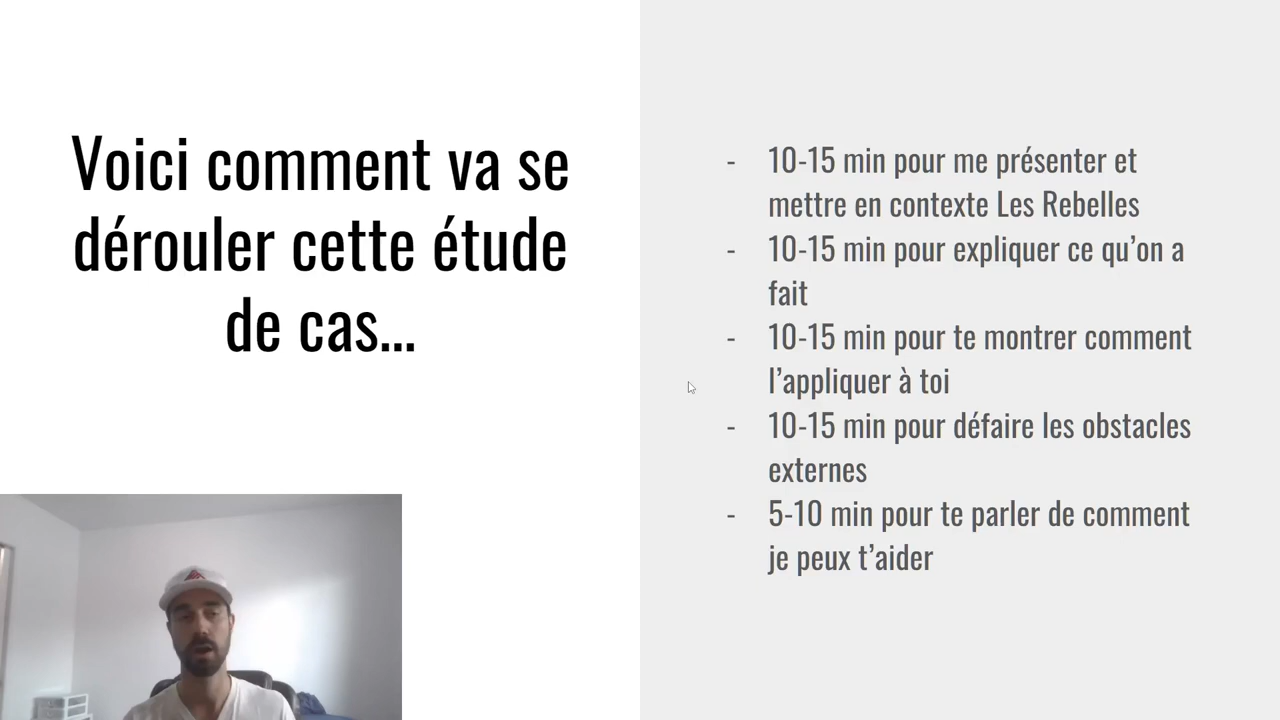 Voici comment va se
dérouler cette étude
de cas...
- 10-15 min pour me présenter et
mettre en contexte Les Rebelles
- 10-15 min pour expliquer ce qu’on a
fait
- 10-15 min pour te montrer comment
l’appliquer à toi
- 10-15 min pour défaire les obstacles
externes
- 5-10 min pour te parler de comment
je peux t’aider